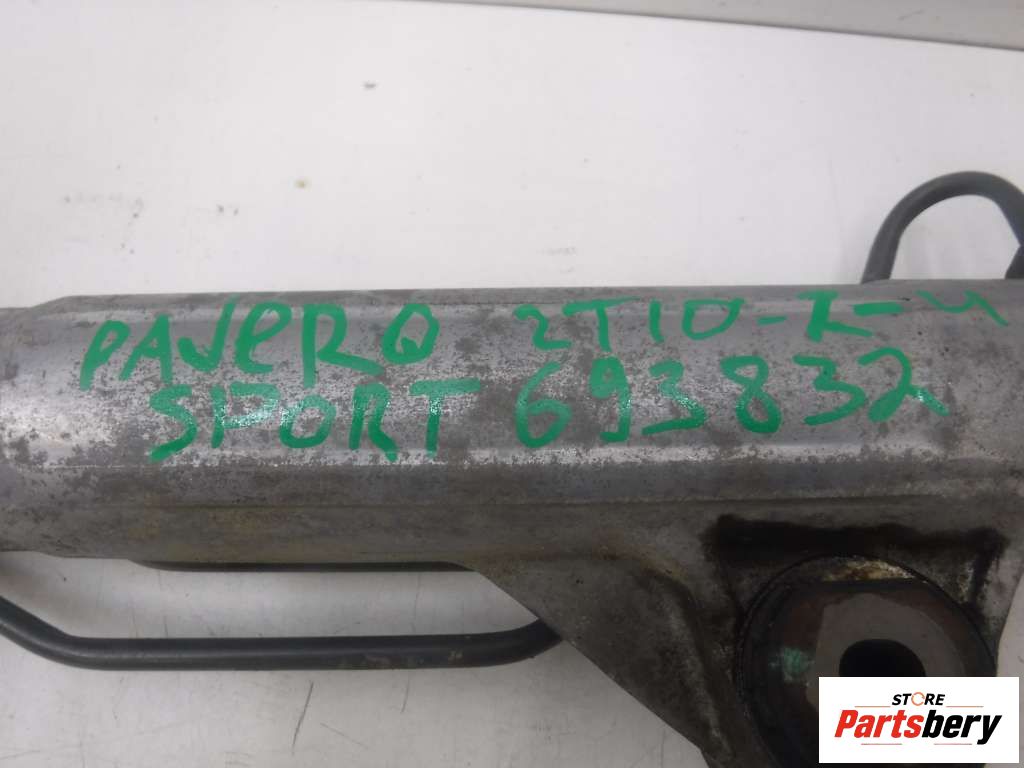 PAJERO 2T10-K-4
SPORT 693832
STORE
Partsbery